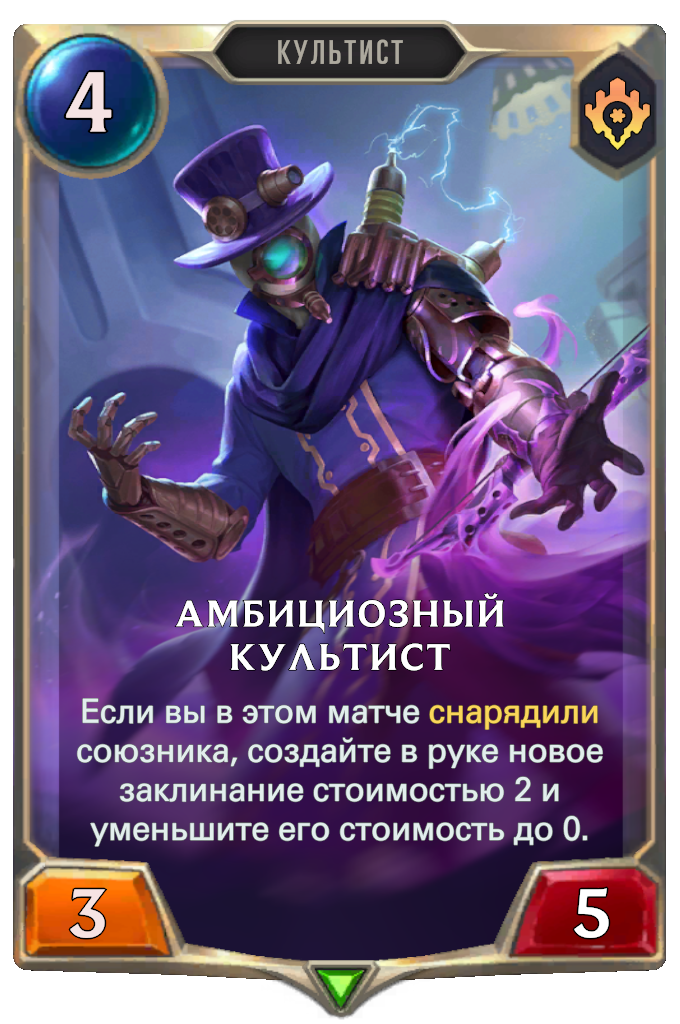 КУЛЬТИСТ
4
АМБИЦИОЗНЫЙ
КУЛЬТИСТ
Если вы в этом матче снарядили
союзника, создайте в руке новое
заклинание стоимостью 2 и
уменьшите его стоимость до 0.
3
5